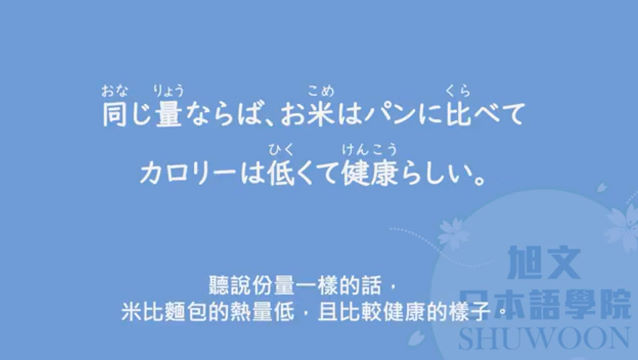 おな りょう こめ くら
同じ量ならば、お米はパンに比べて
ひく けんこう
カロリーは低くて健康らしい。
聽說份量一樣的話，
米比麵包的熱量低，且比較健康的樣子。
旭文
日本語學院
SHUWOON